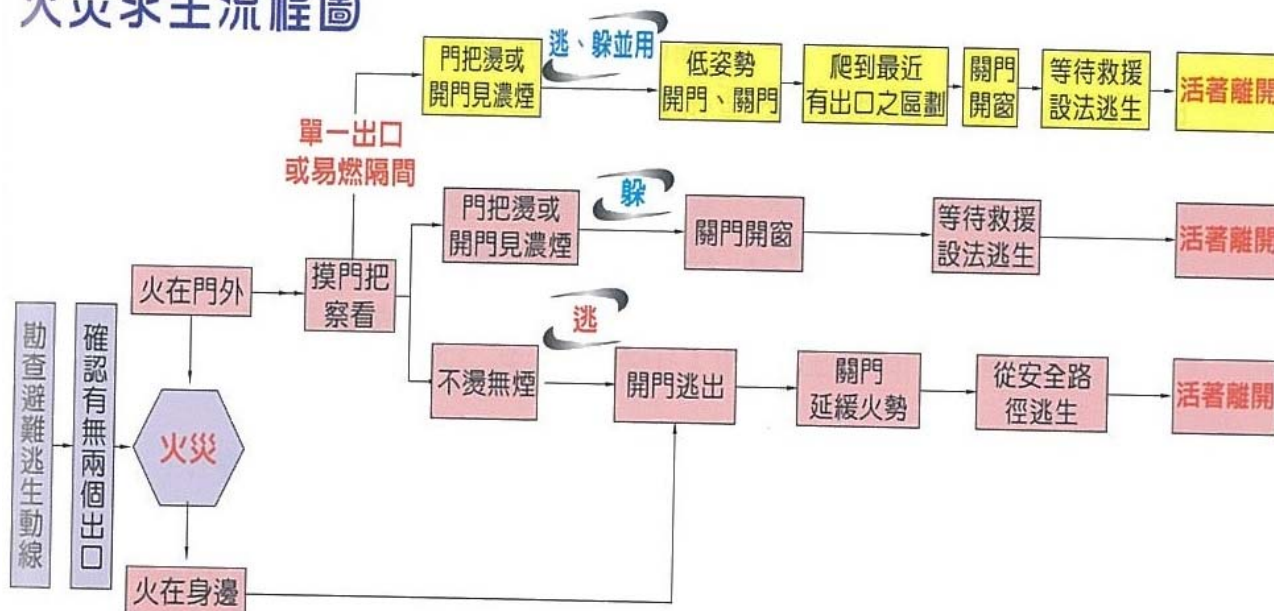 火災求生流程圖
門把燙或
開門見濃煙
逃、躲並用
低姿勢
開門、關門
爬到最近
有出口之區劃
關門
開窗
等待救援
設法逃生
活著離開
單一出口
或易燃隔間
門把燙或
開門見濃煙
躲
關門開窗
等待救援
設法逃生
活著離開
火在門外
摸門把
察看
不燙無煙
逃
開門逃出
關門
延緩火勢
從安全路
徑逃生
活著離開
勘查避難逃生動線
確認有無兩個出口
火災
火在身邊